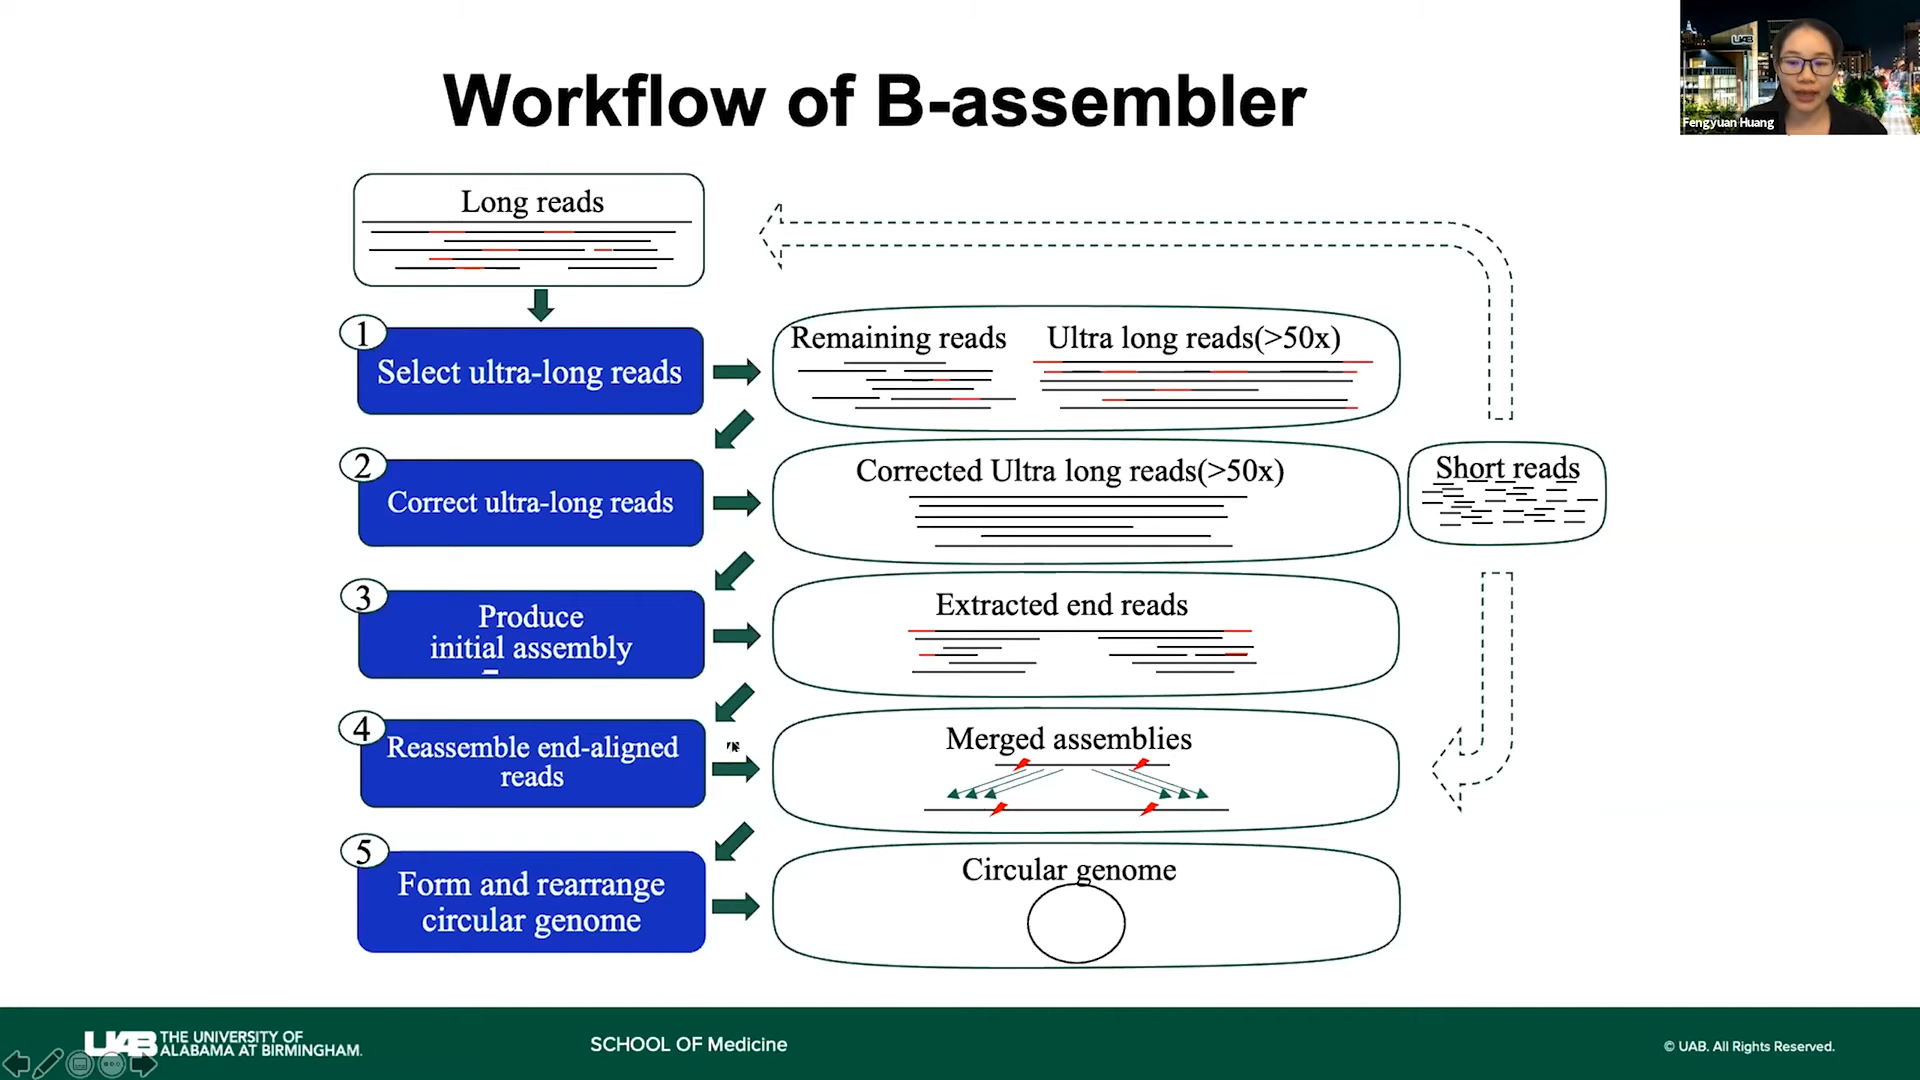 Workflow of B-assembler
UAB
Fengyuan Huang
Long reads
1
Select ultra-long reads
Remaining reads
Ultra long reads(>50x)
2
Correct ultra-long reads
Corrected Ultra long reads(>50x)
Short reads
3
Produce
initial assembly
Extracted end reads
4
Reassemble end-aligned
reads
Merged assemblies
5
Form and rearrange
circular genome
Circular genome
UAB
THE UNIVERSITY OF
ALABAMA AT BIRMINGHAM.
SCHOOL OF Medicine
© UAB. All Rights Reserved.